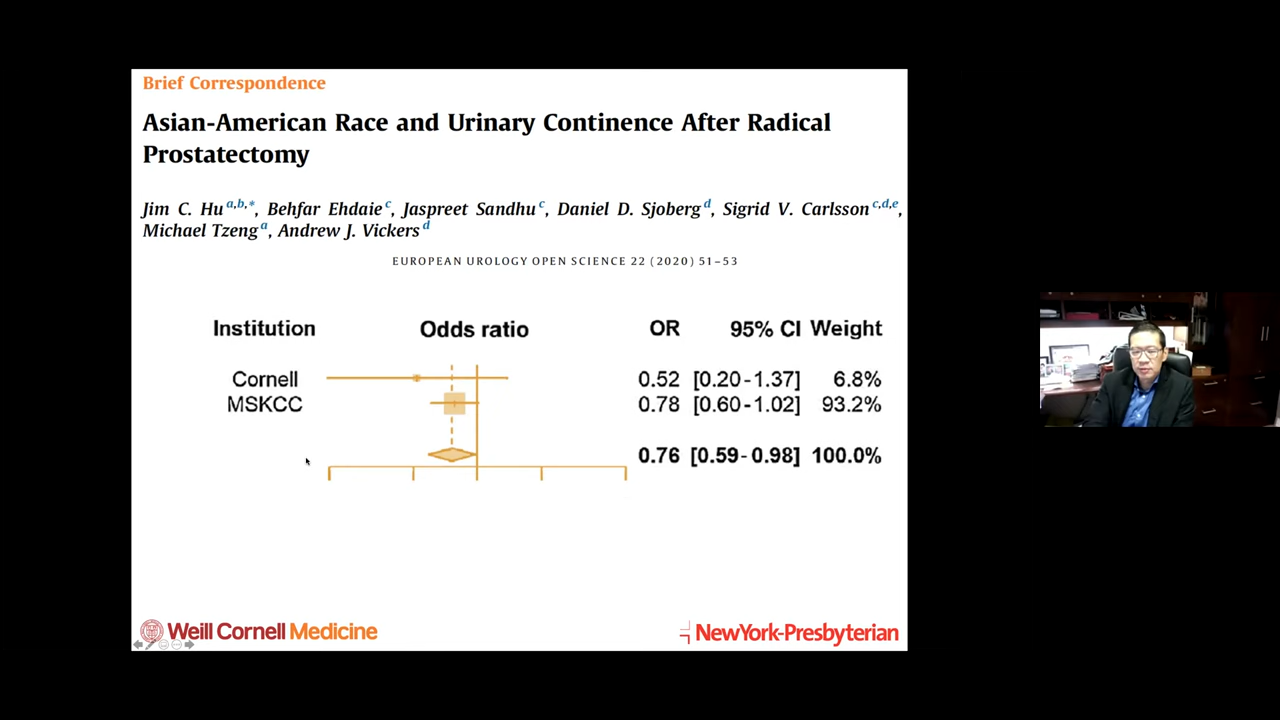 Brief Correspondence
Asian-American Race and Urinary Continence After Radical
Prostatectomy
Jim C. Hu a,b,*, Behfar Ehdaie c, Jaspreet Sandhu c, Daniel D. Sjoberg d, Sigrid V. Carlsson c,d,e,
Michael Tzeng a, Andrew J. Vickers d
EUROPEAN UROLOGY OPEN SCIENCE 22 (2020) 51–53
Institution Odds ratio OR 95% CI Weight
Cornell 0.52 [0.20-1.37] 6.8%
MSKCC 0.78 [0.60-1.02] 93.2%
0.76 [0.59-0.98] 100.0%
Weill Cornell Medicine
NewYork-Presbyterian